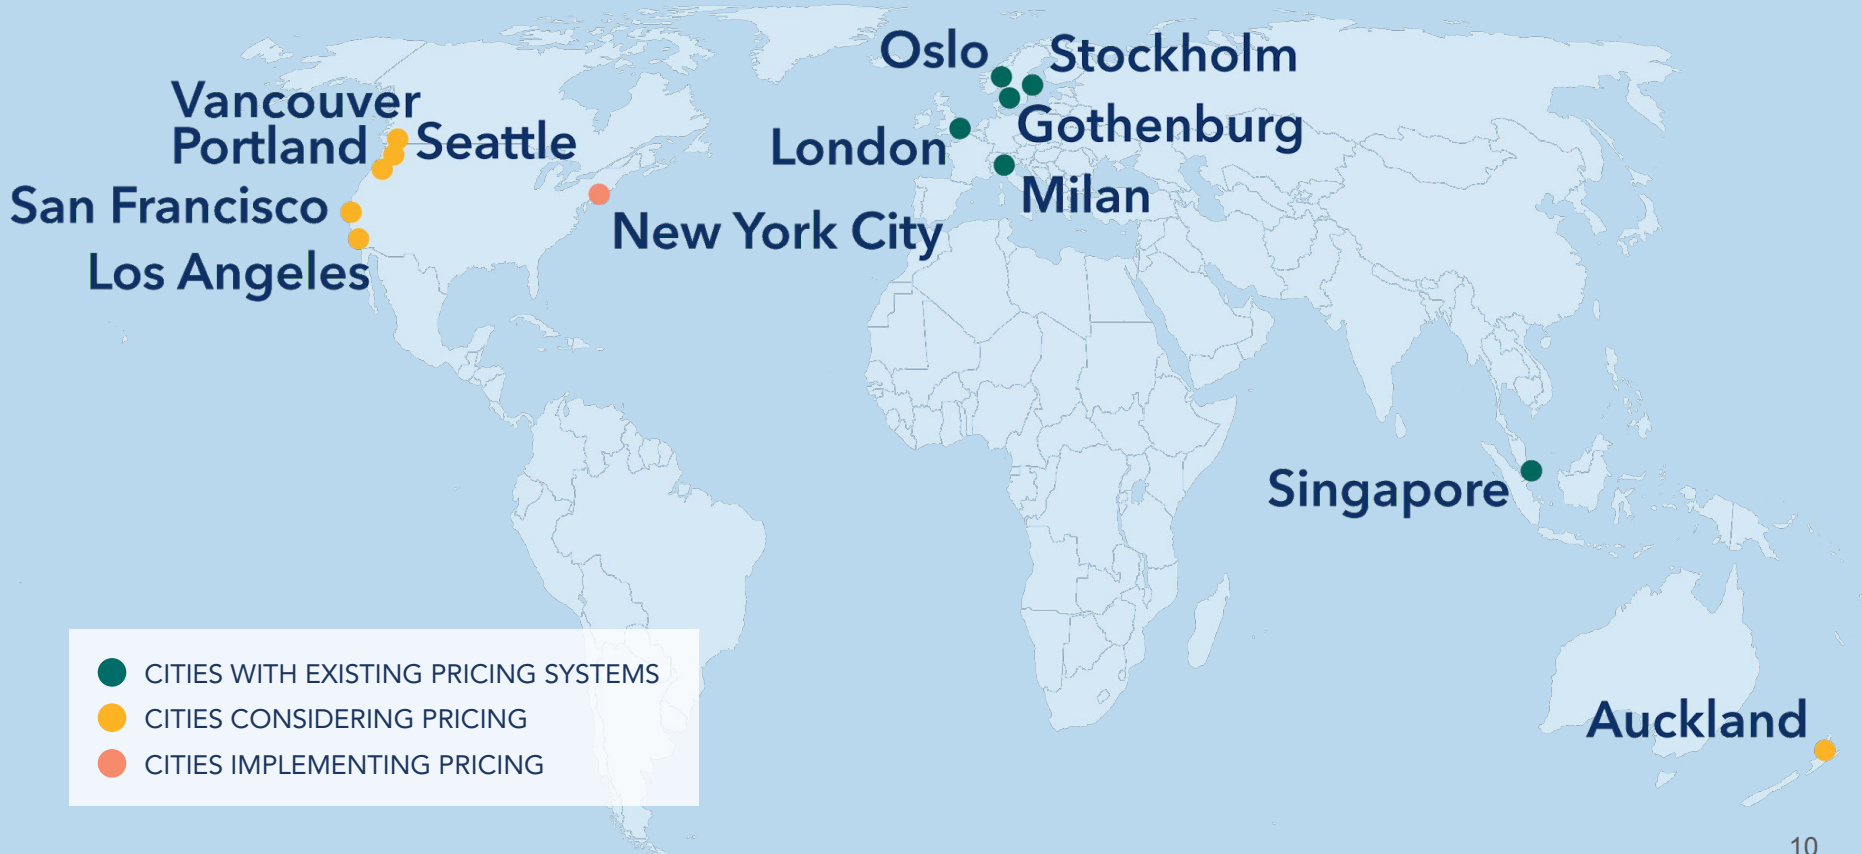 Oslo
Stockholm
Vancouver
Portland
Seattle
Gothenburg
London
Milan
San Francisco
New York City
Los Angeles
Singapore
CITIES WITH EXISTING PRICING SYSTEMS
CITIES CONSIDERING PRICING
CITIES IMPLEMENTING PRICING
Auckland
10